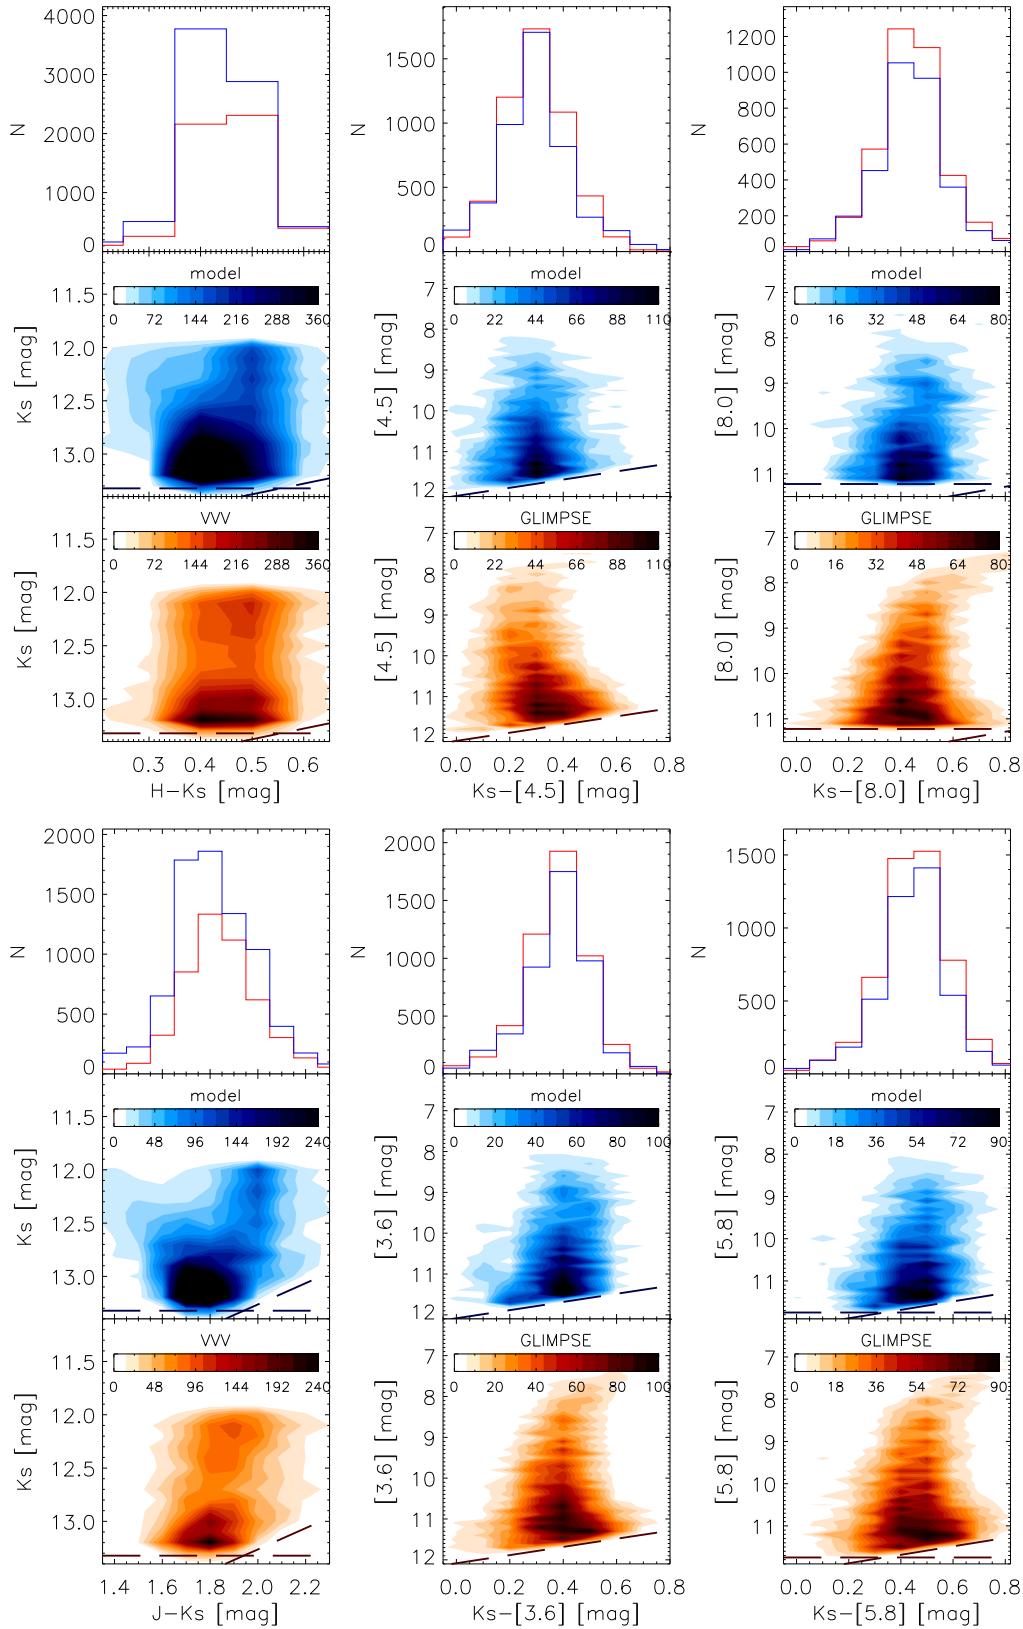 4000
3000
2000
1000
0
N
1500
1000
500
0
N
1200
1000
800
600
400
200
0
N
model
0 72 144 216 288 360
11.5
12.0
12.5
13.0
Ks [mag]
model
0 22 44 66 88 110
7
8
9
10
11
12
[4.5] [mag]
model
0 16 32 48 64 80
7
8
9
10
11
[8.0] [mag]
VVV
0 72 144 216 288 360
11.5
12.0
12.5
13.0
Ks [mag]
0.3 0.4 0.5 0.6
H-Ks [mag]
GLIMPSE
0 22 44 66 88 110
7
8
9
10
11
12
[4.5] [mag]
0.0 0.2 0.4 0.6 0.8
Ks-[4.5] [mag]
GLIMPSE
0 16 32 48 64 80
7
8
9
10
11
[8.0] [mag]
0.0 0.2 0.4 0.6 0.8
Ks-[8.0] [mag]
2000
1500
1000
500
0
N
2000
1500
1000
500
0
N
1500
1000
500
0
N
model
0 48 96 144 192 240
11.5
12.0
12.5
13.0
Ks [mag]
model
0 20 40 60 80 100
7
8
9
10
11
12
[3.6] [mag]
model
0 18 36 54 72 90
7
8
9
10
11
[5.8] [mag]
VVV
0 48 96 144 192 240
11.5
12.0
12.5
13.0
Ks [mag]
1.4 1.6 1.8 2.0 2.2
J-Ks [mag]
GLIMPSE
0 20 40 60 80 100
7
8
9
10
11
12
[3.6] [mag]
0.0 0.2 0.4 0.6 0.8
Ks-[3.6] [mag]
GLIMPSE
0 18 36 54 72 90
7
8
9
10
11
[5.8] [mag]
0.0 0.2 0.4 0.6 0.8
Ks-[5.8] [mag]